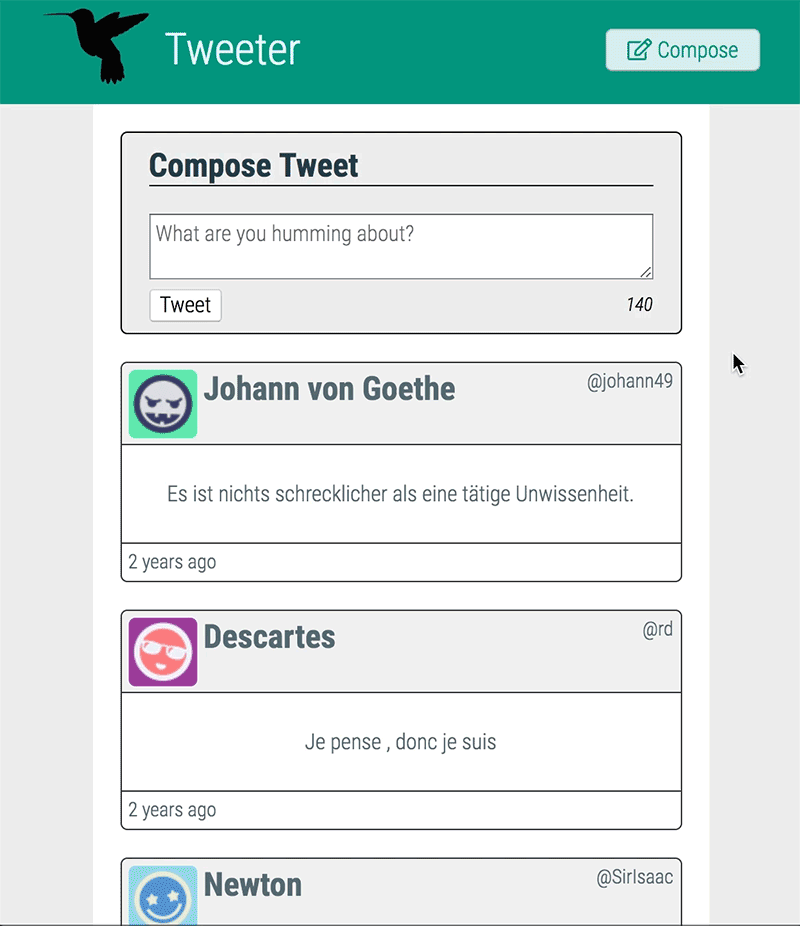 Tweeter
Compose
Compose Tweet
What are you humming about?
Tweet
140
Johann von Goethe
@johann49
Es ist nichts schrecklicher als eine tätige Unwissenheit.
2 years ago
Descartes
@rd
Je pense , donc je suis
2 years ago
Newton
@SirIsaac